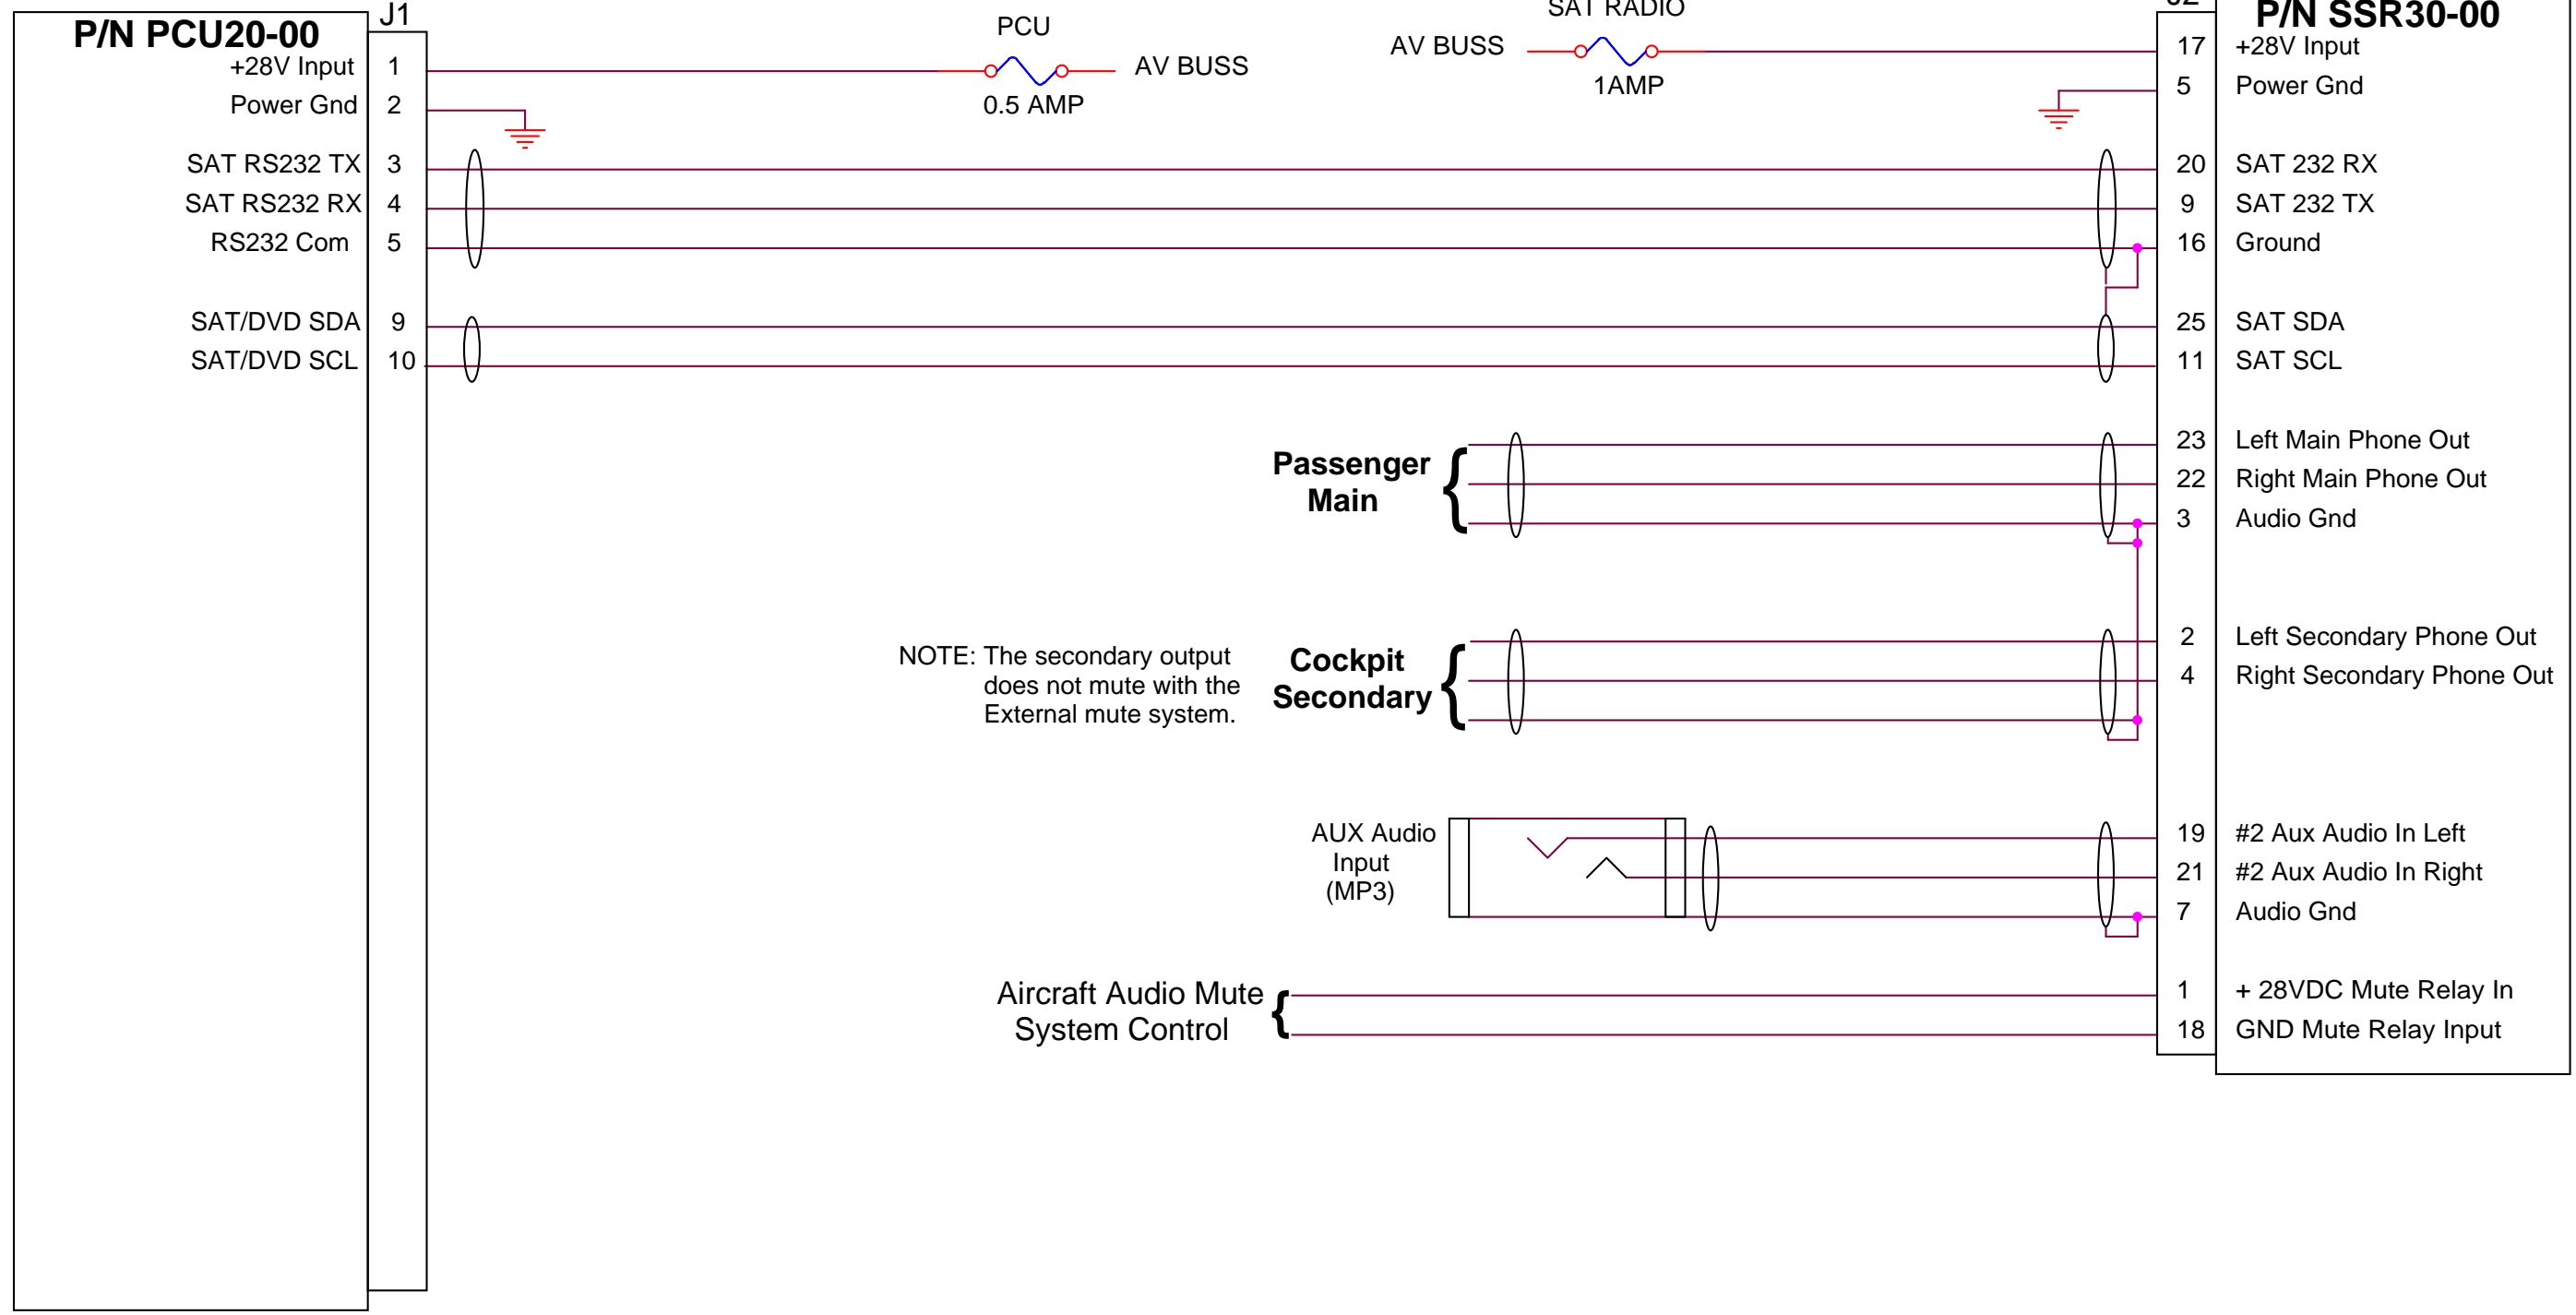 J1
P/N PCU20-00
+28V Input 1
Power Gnd 2
SAT RS232 TX 3
SAT RS232 RX 4
RS232 Com 5
SAT/DVD SDA 9
SAT/DVD SCL 10
PCU
AV BUSS
0.5 AMP
SAT RADIO
AV BUSS
1AMP
P/N SSR30-00
17 +28V Input
5 Power Gnd
20 SAT 232 RX
9 SAT 232 TX
16 Ground
25 SAT SDA
11 SAT SCL
Passenger
Main
23 Left Main Phone Out
22 Right Main Phone Out
3 Audio Gnd
NOTE: The secondary output
does not mute with the
External mute system.
Cockpit
Secondary
2 Left Secondary Phone Out
4 Right Secondary Phone Out
AUX Audio
Input
(MP3)
19 #2 Aux Audio In Left
21 #2 Aux Audio In Right
7 Audio Gnd
Aircraft Audio Mute
System Control
1 + 28VDC Mute Relay In
18 GND Mute Relay Input